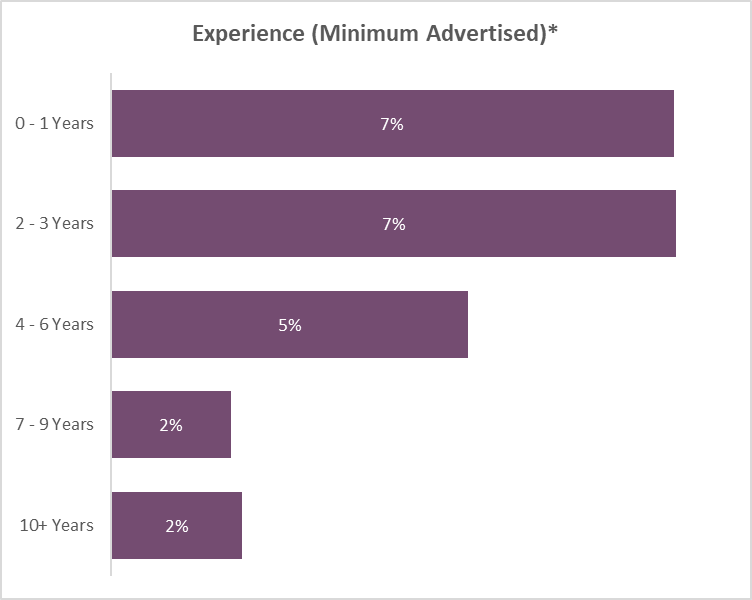 Experience (Minimum Advertised)*
0 - 1 Years
7%
2 - 3 Years
7%
4 - 6 Years
5%
7 - 9 Years
2%
10+ Years
2%